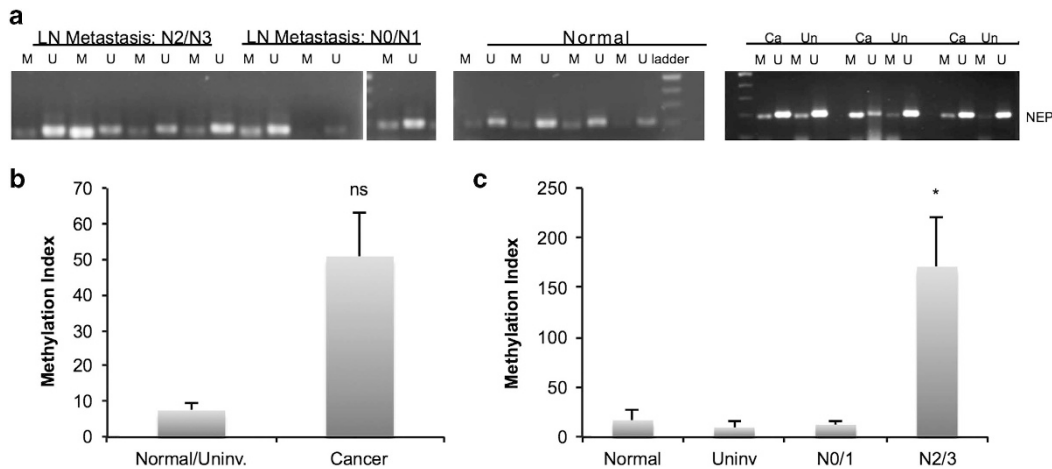 a
LN Metastasis: N2/N3
LN Metastasis: N0/N1
M U M U M U M U M U M U M U
Normal
M U M U M U M U ladder
Ca Un Ca Un Ca Un
M U M U M U M U M U M U
NEP
b
Methylation Index
70
60
50
40
30
20
10
0
ns
Normal/Uninv.
Cancer
c
Methylation Index
250
200
150
100
50
0
*
Normal
Uninv
N0/1
N2/3